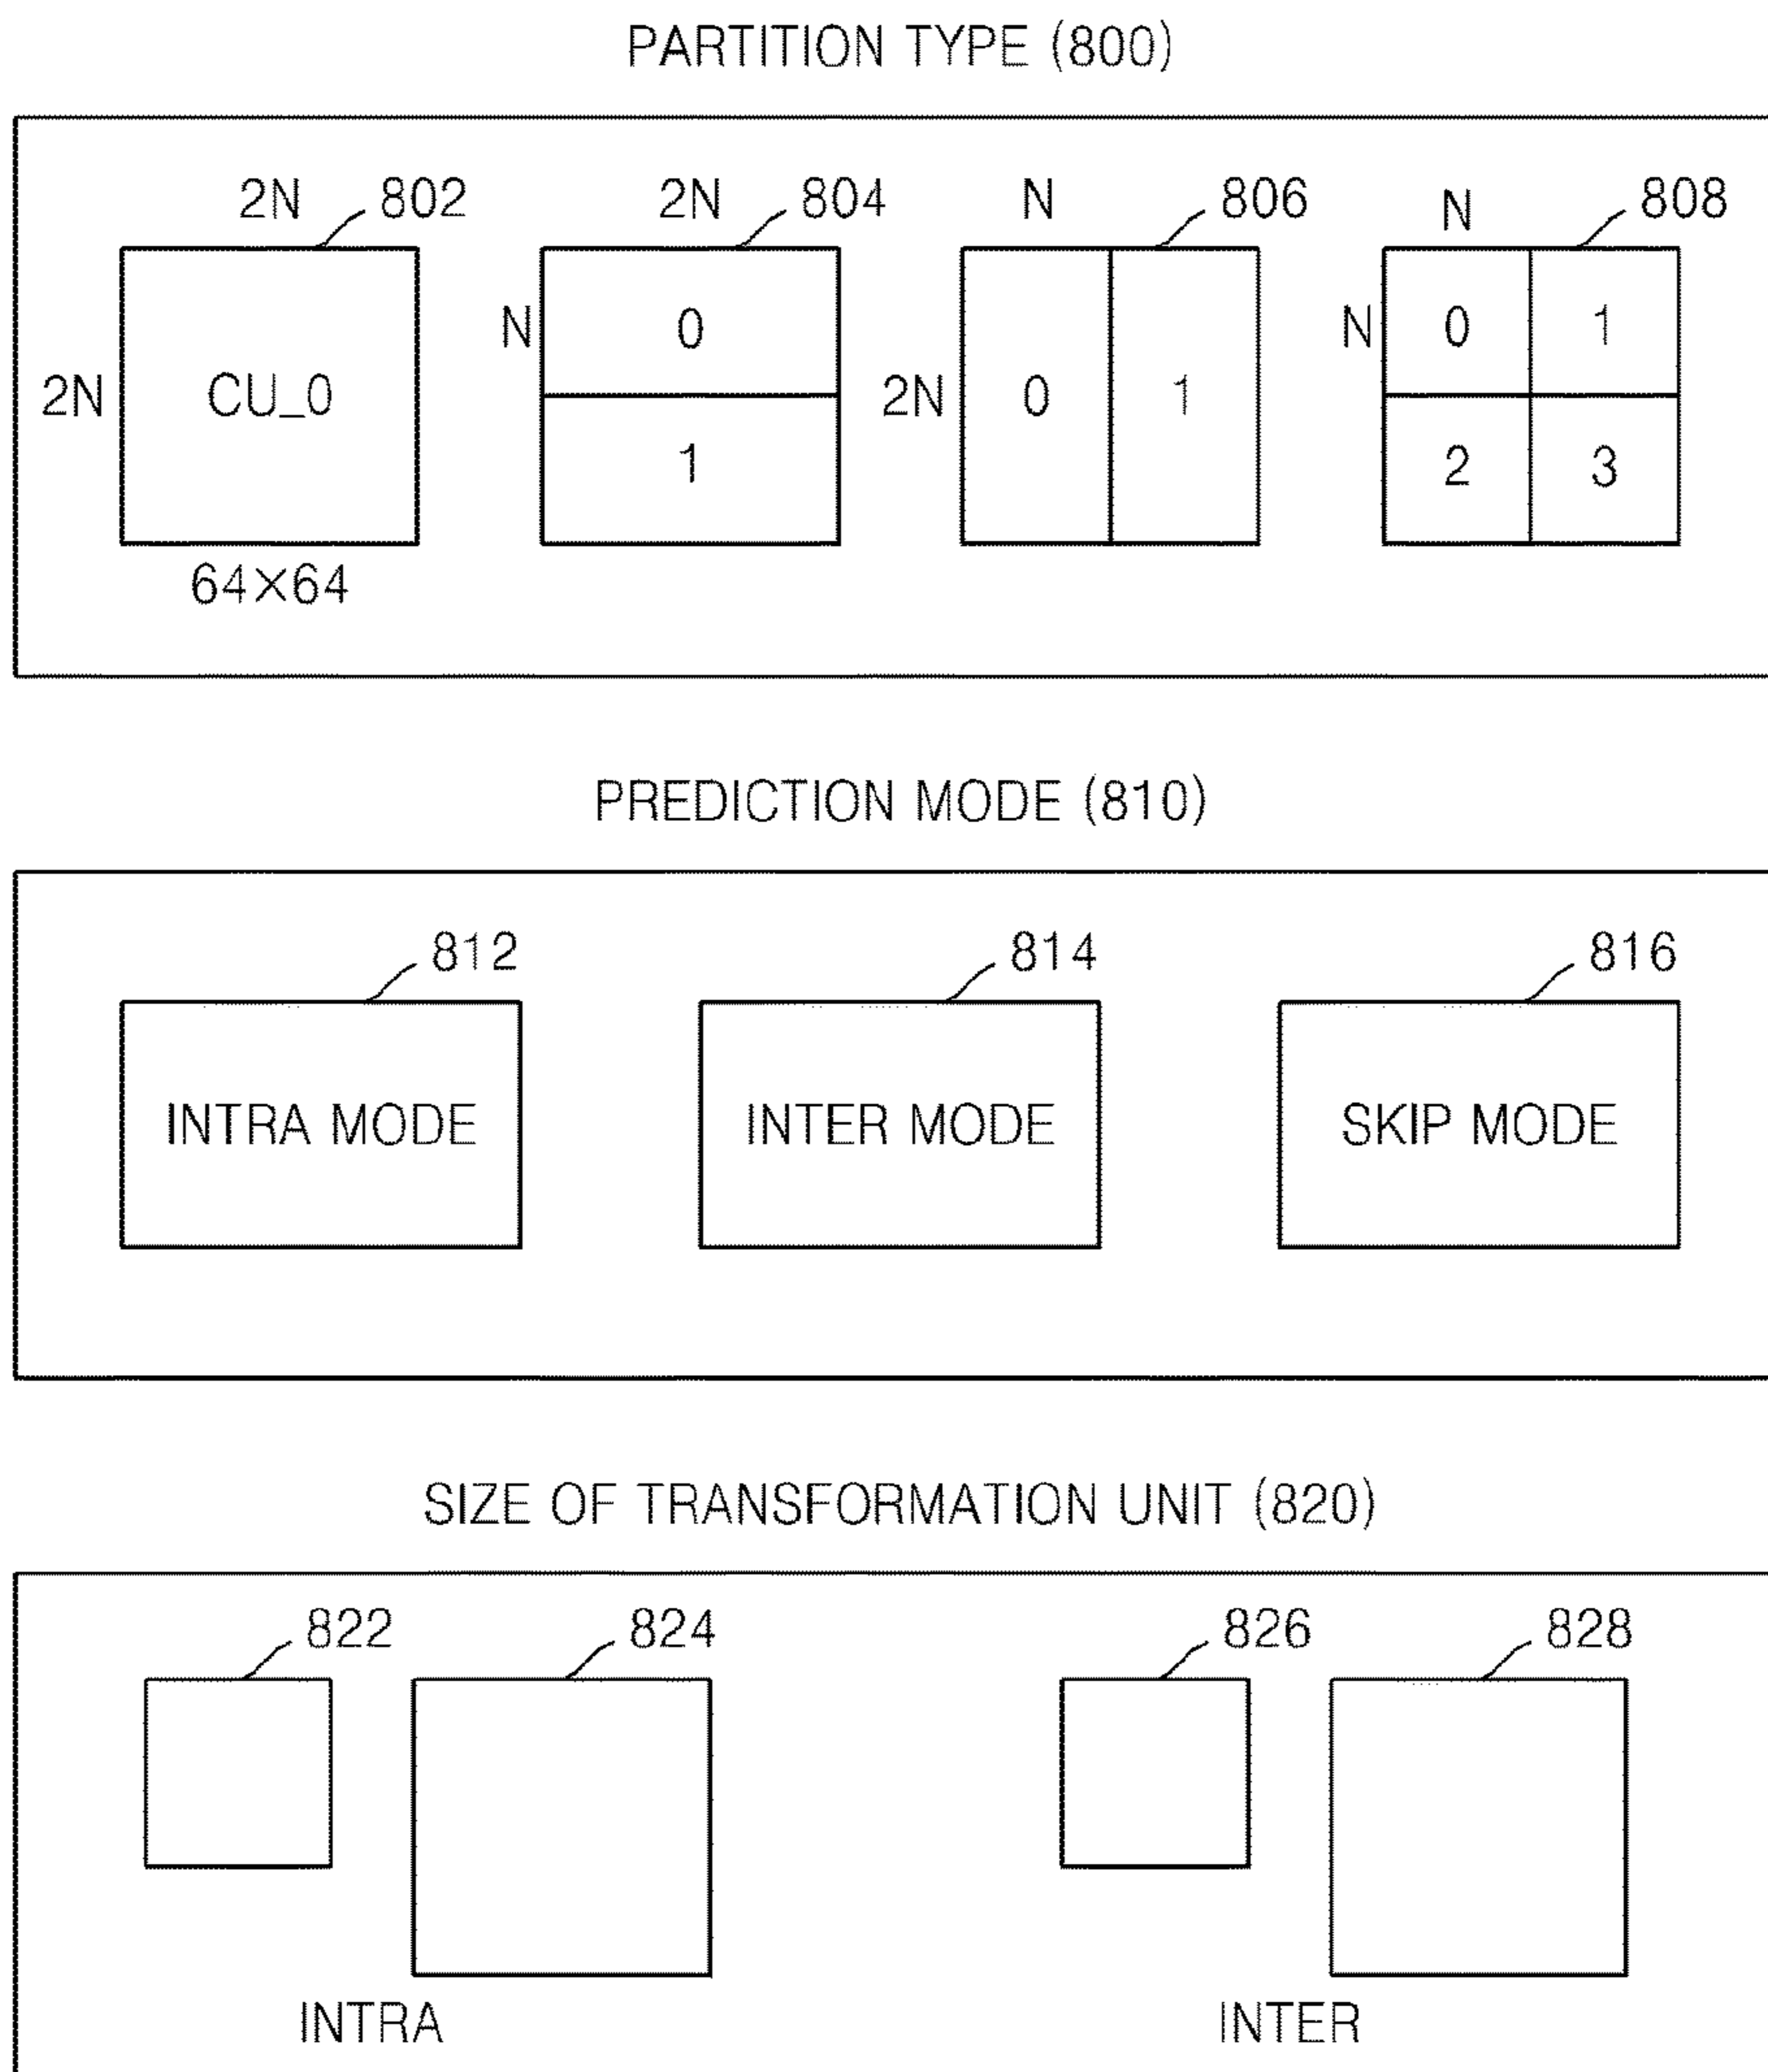 PARTITION TYPE (800)
2N 802 2N 804 N 806 N 808
N 0 N 0 1
2N CU_0 2N 0 1
1 2 3
64×64
PREDICTION MODE (810)
812 814 816
INTRA MODE INTER MODE SKIP MODE
SIZE OF TRANSFORMATION UNIT (820)
822 824 826 828
INTRA INTER